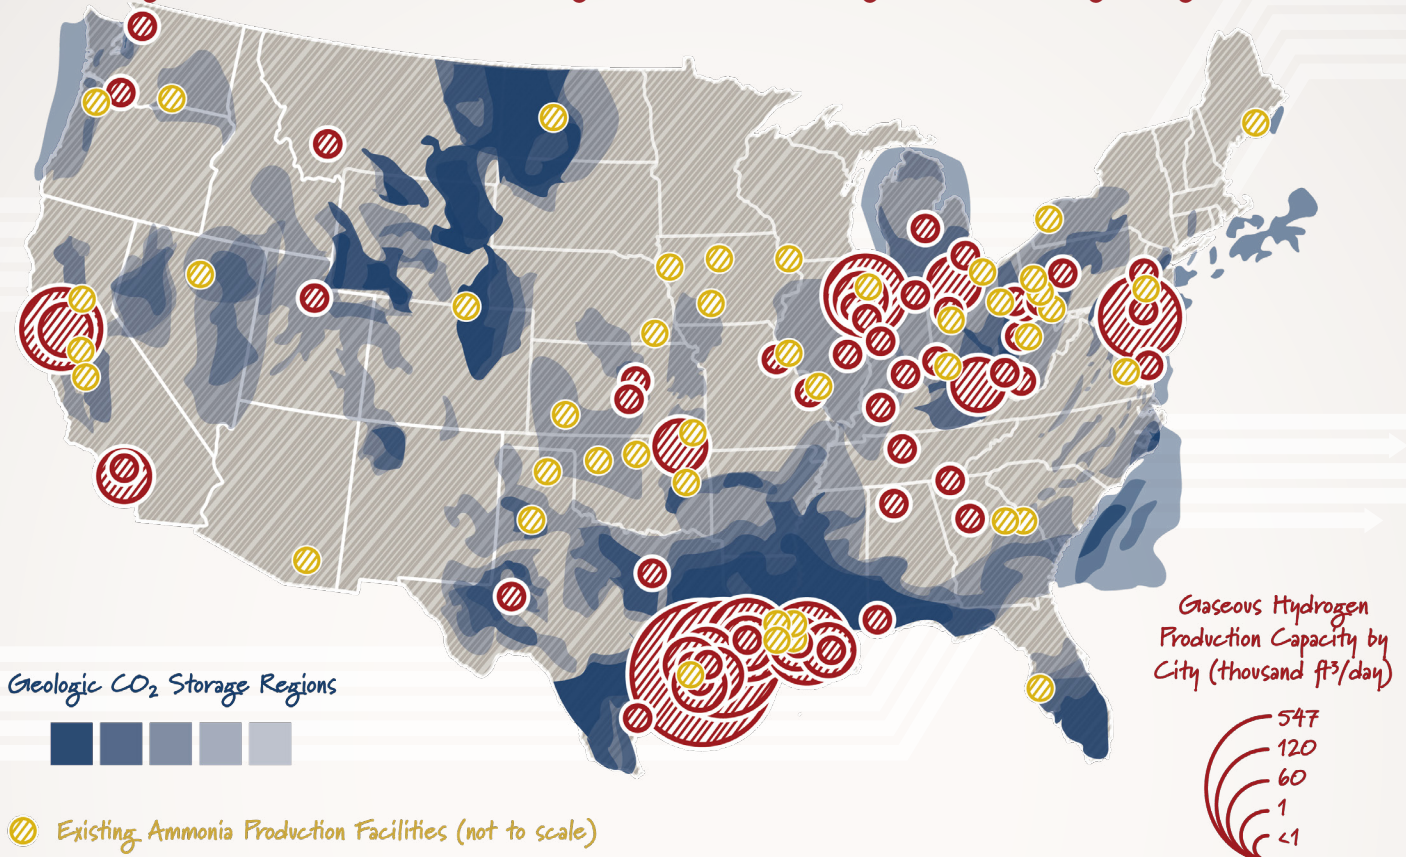 Gaseous Hydrogen
Production Capacity by
City (thousand ft³/day)
547
120
60
1
<1
Geologic CO₂ Storage Regions
Existing Ammonia Production Facilities (not to scale)